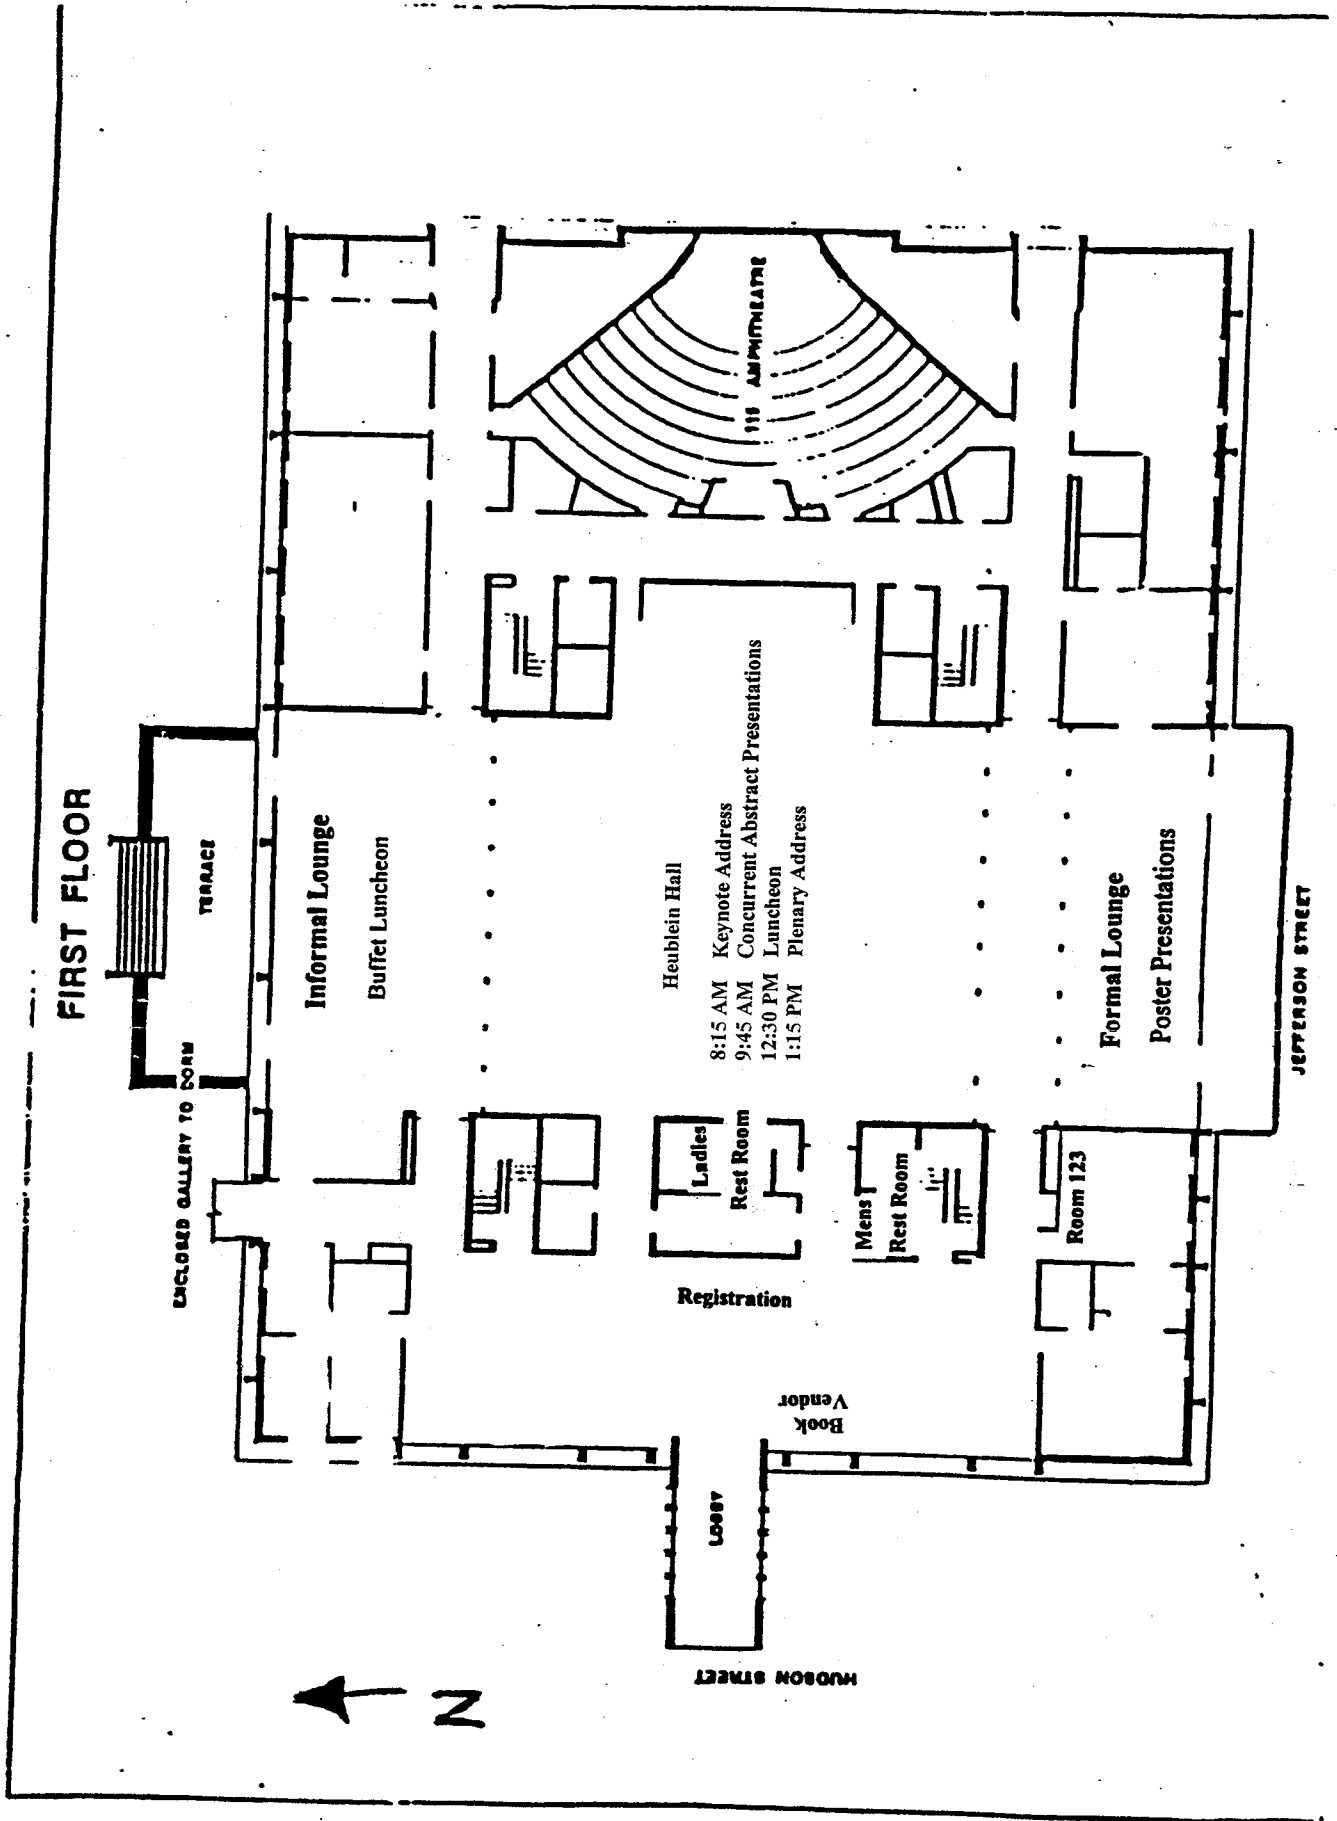 FIRST FLOOR
TERRACE
ENCLOSED GALLERY TO DORM
Informal Lounge
Buffet Luncheon
Heublein Hall
8:15 AM Keynote Address
9:45 AM Concurrent Abstract Presentations
12:30 PM Luncheon
1:15 PM Plenary Address
AMPHITHEATRE
Ladies
Rest Room
Mens
Rest Room
Room 123
Registration
Book
Vendor
LOBBY
Formal Lounge
Poster Presentations
JEFFERSON STREET
HUDSON STREET
N